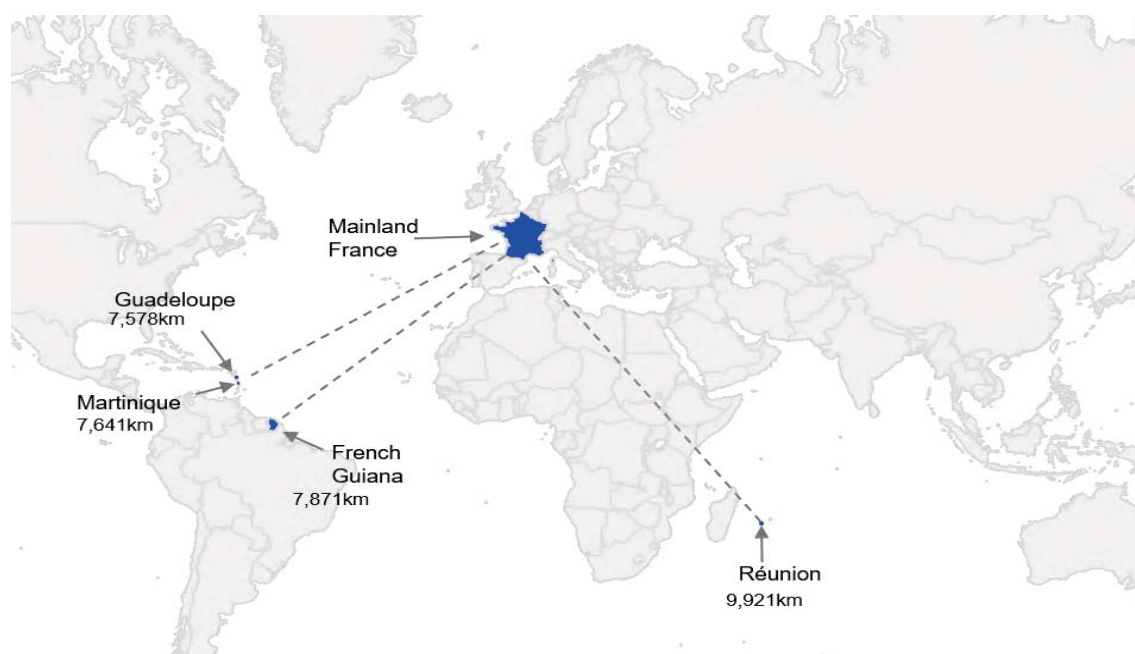 Mainland
France
Guadeloupe
7,578km
Martinique
7,641km
French
Guiana
7,871km
Réunion
9,921km